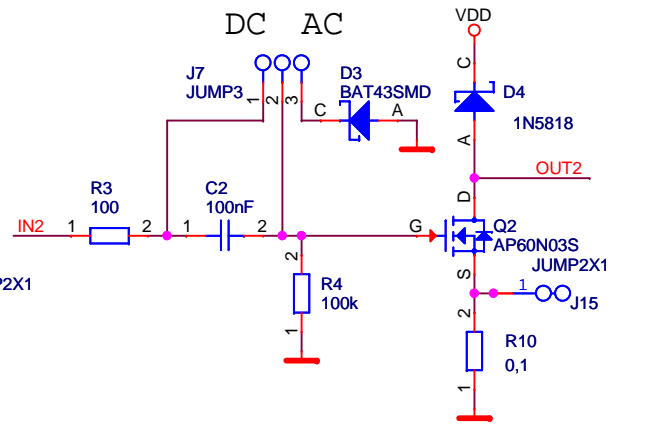 DC AC
VDD
J7
JUMP3
D3
BAT43SMD
C
D4
1N5818
1
2
3
C
A
A
OUT2
R3
100
C2
100nF
D
IN2
1
2
1
2
G
Q2
AP60N03S
2
S
JUMP2X1
P2X1
R4
100k
1
J15
2
1
R10
0,1
1